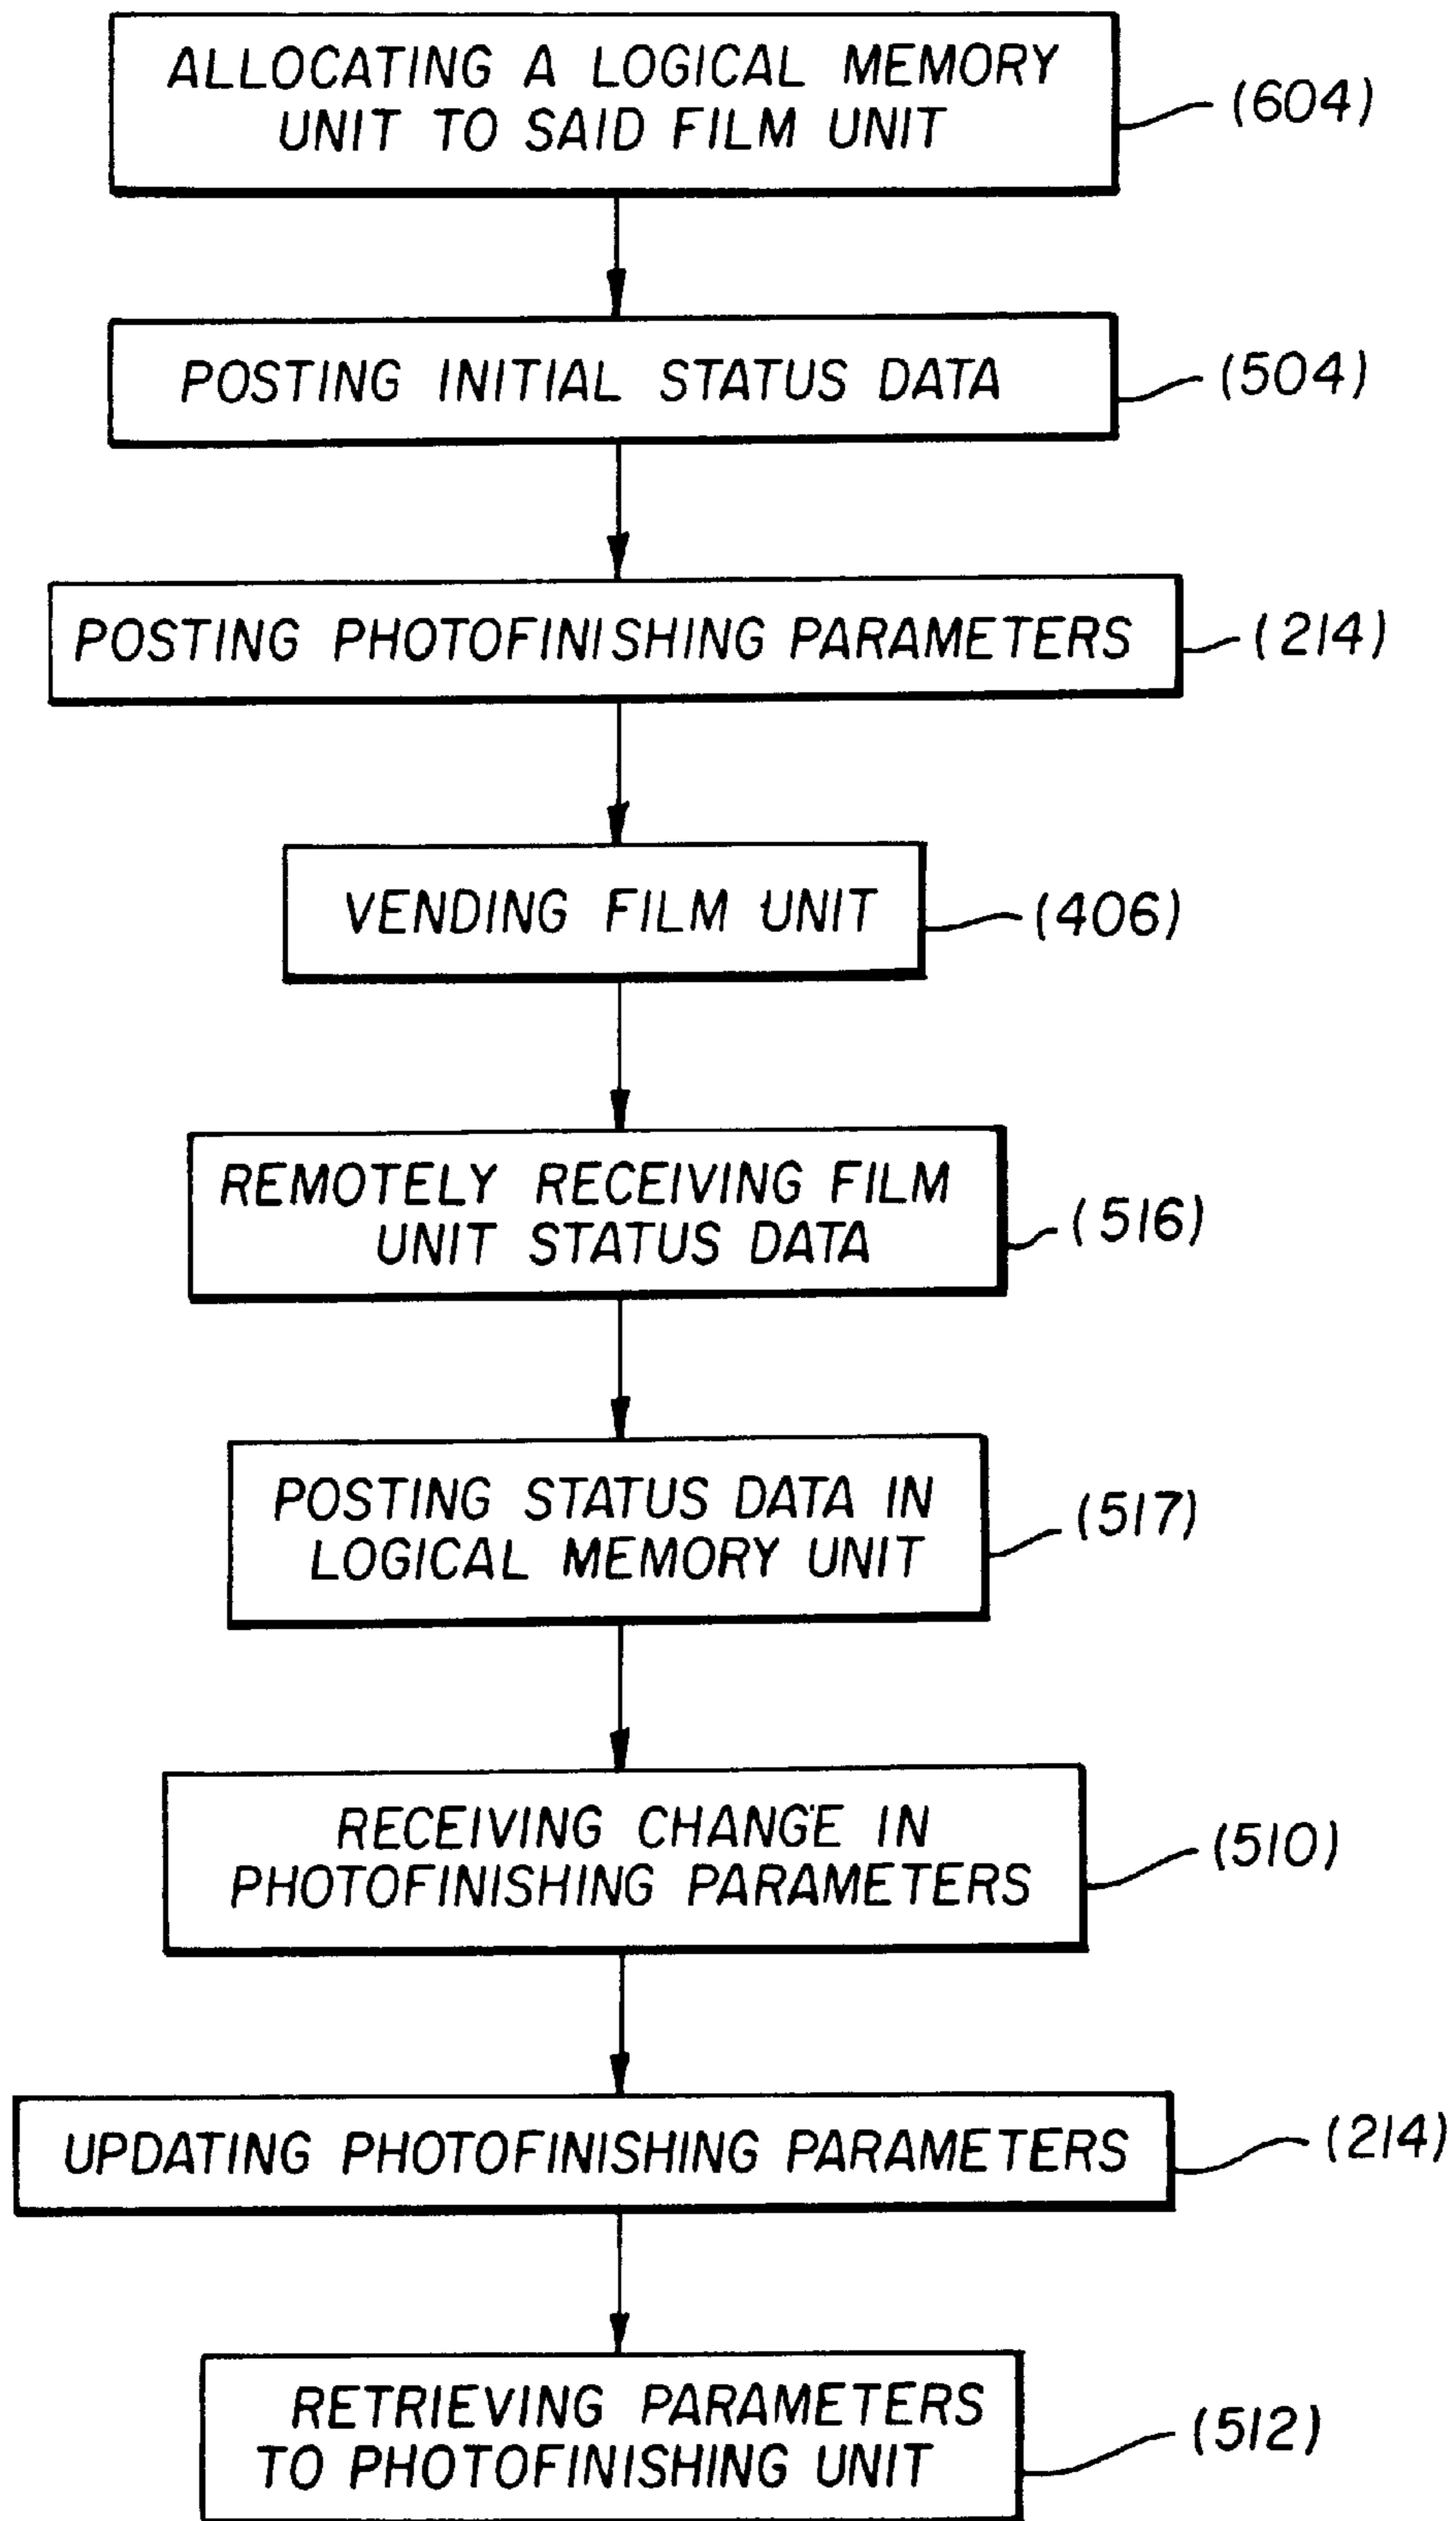 ALLOCATING A LOGICAL MEMORY
UNIT TO SAID FILM UNIT
(604)
POSTING INITIAL STATUS DATA
(504)
POSTING PHOTOFINISHING PARAMETERS
(214)
VENDING FILM UNIT
(406)
REMOTELY RECEIVING FILM
UNIT STATUS DATA
(516)
POSTING STATUS DATA IN
LOGICAL MEMORY UNIT
(517)
RECEIVING CHANGE IN
PHOTOFINISHING PARAMETERS
(510)
UPDATING PHOTOFINISHING PARAMETERS
(214)
RETRIEVING PARAMETERS
TO PHOTOFINISHING UNIT
(512)